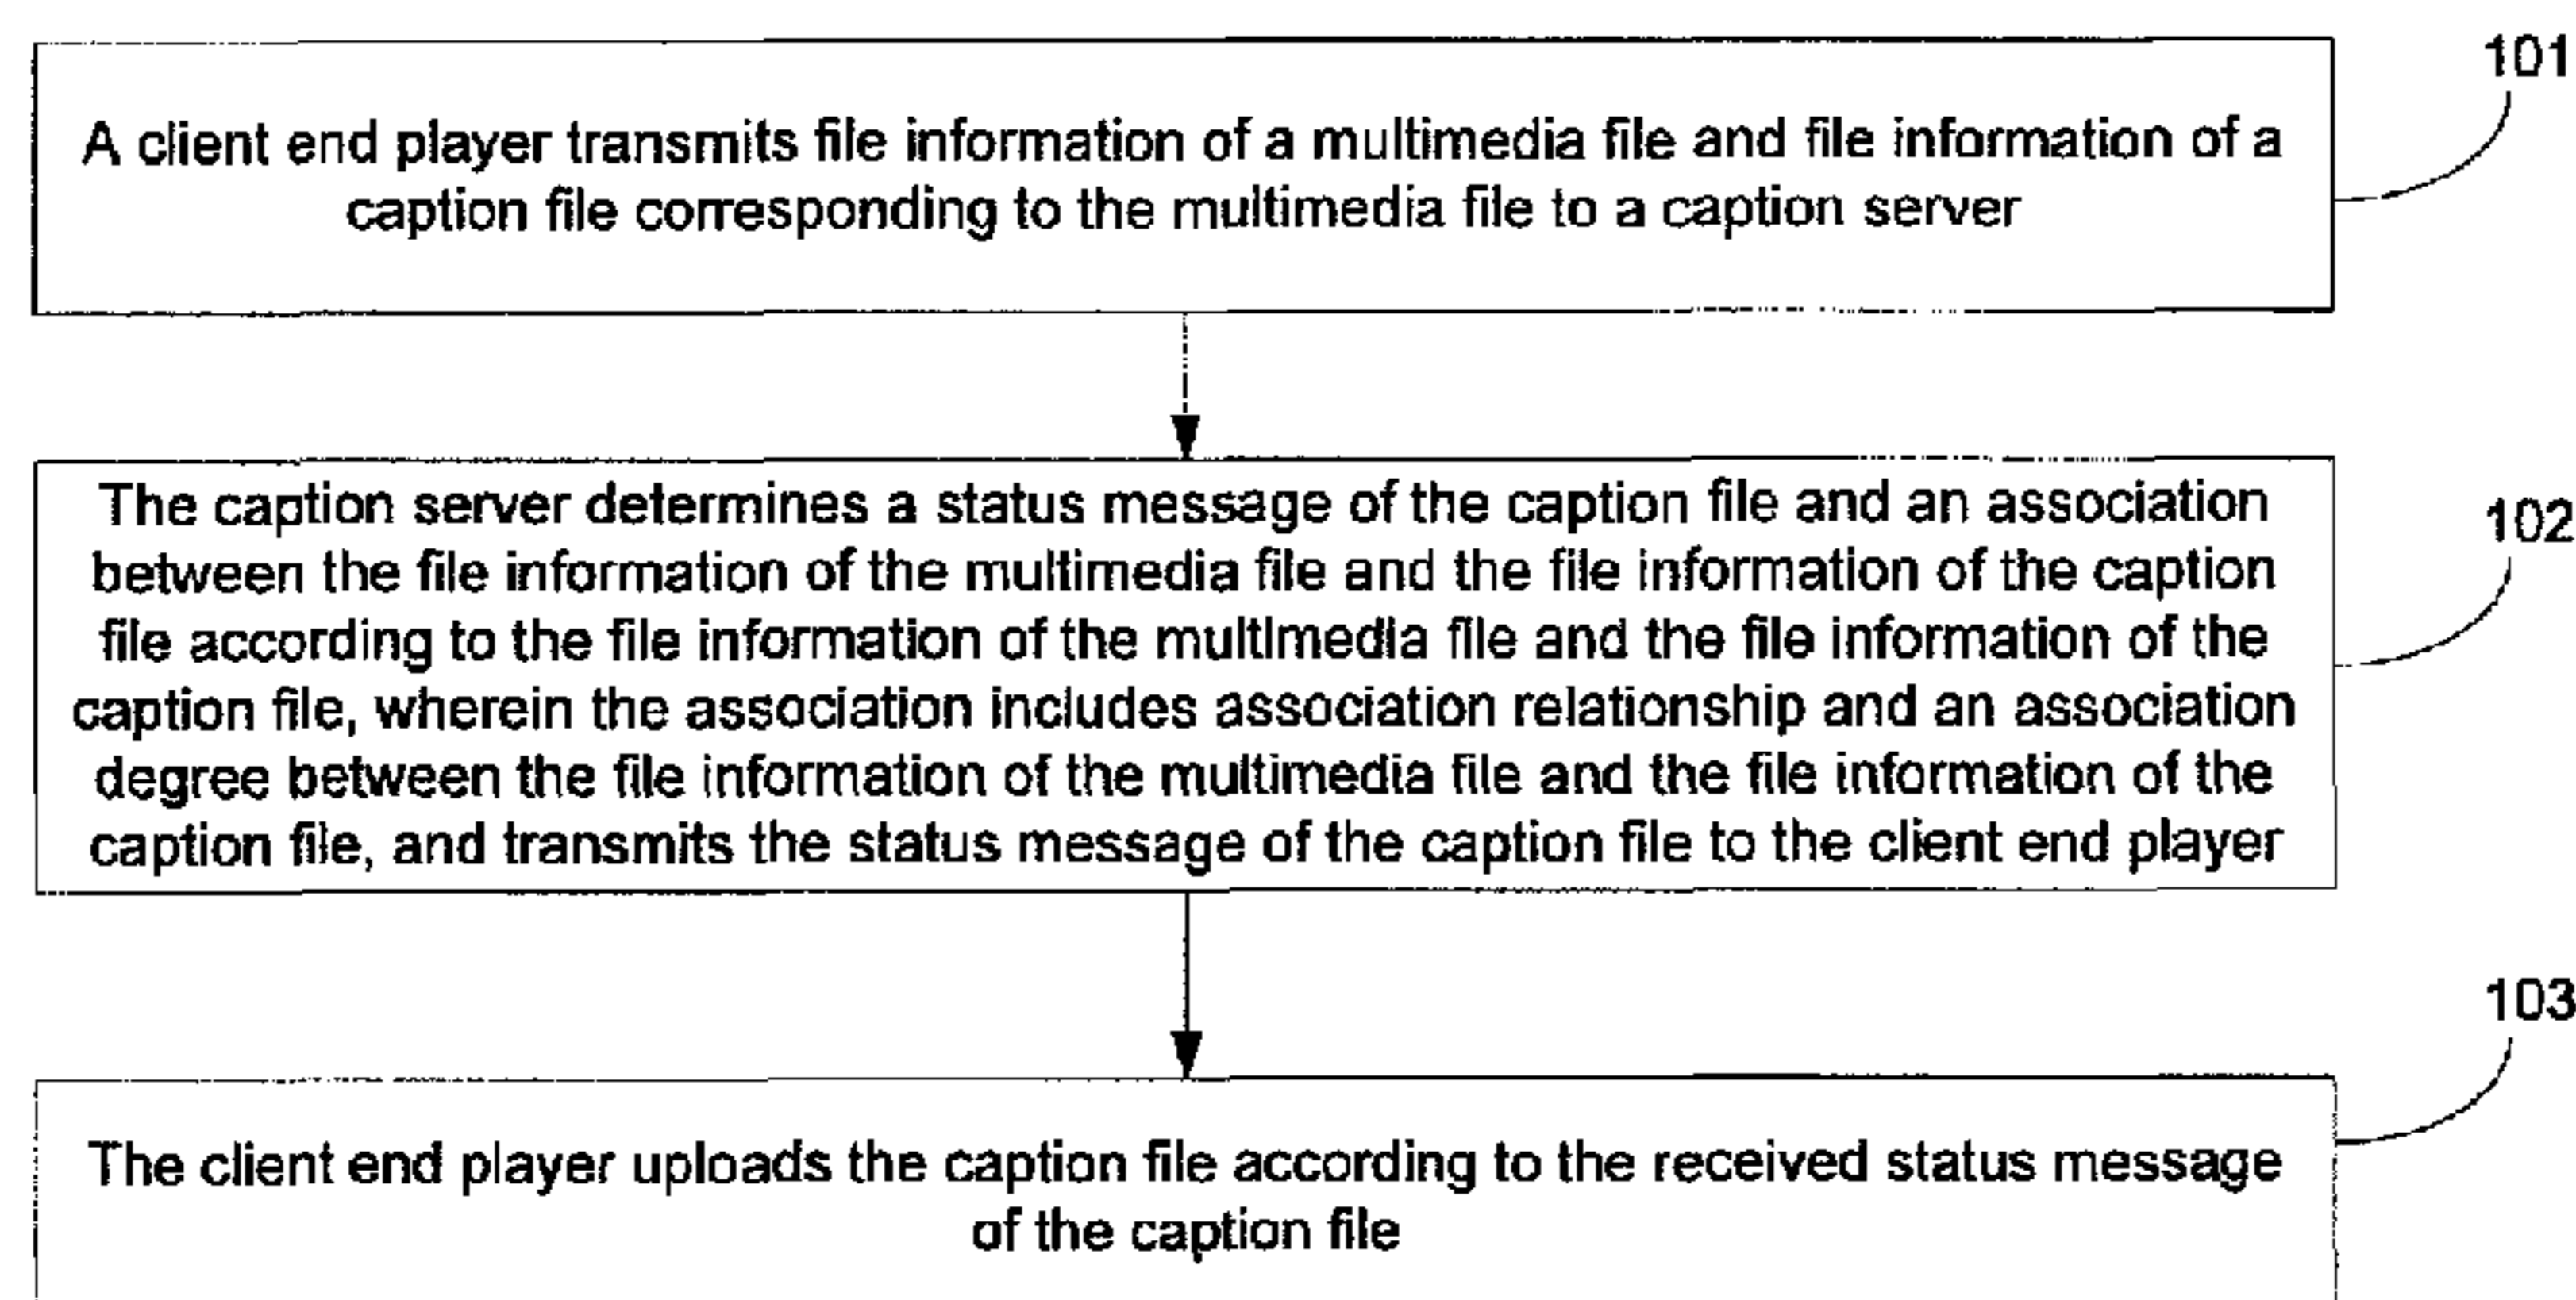 101
A client end player transmits file information of a multimedia file and file information of a
caption file corresponding to the multimedia file to a caption server
The caption server determines a status message of the caption file and an association
between the file information of the multimedia file and the file information of the caption
file according to the file information of the multimedia file and the file information of the
caption file, wherein the association includes association relationship and an association
degree between the file information of the multimedia file and the file information of the
caption file, and transmits the status message of the caption file to the client end player
102
103
The client end player uploads the caption file according to the received status message
of the caption file